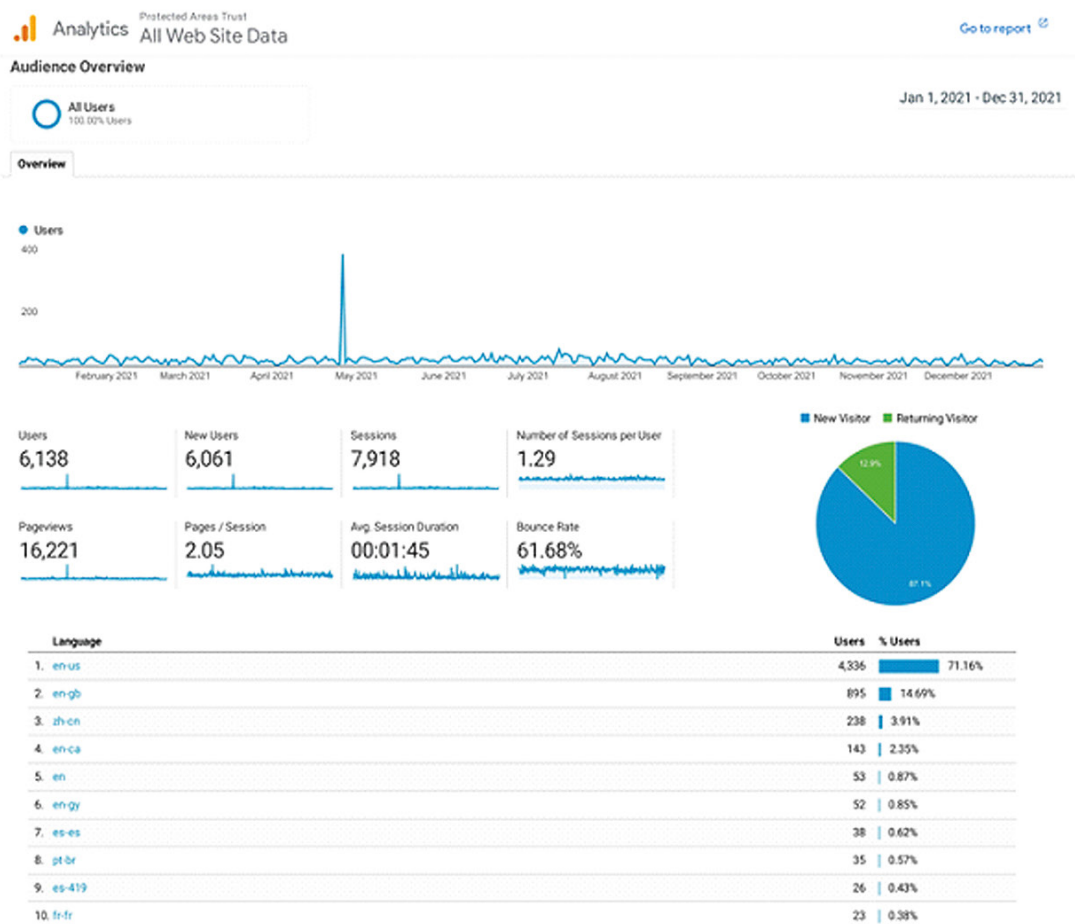 Protected Areas Trust
Analytics All Web Site Data
Go to report
Audience Overview
Jan 1, 2021 - Dec 31, 2021
All Users
100.00% Users
Overview
Users
400
200
February 2021 March 2021 April 2021 May 2021 June 2021 July 2021 August 2021 September 2021 October 2021 November 2021 December 2021
New Visitor Returning Visitor
Users New Users Sessions Number of Sessions per User
6,138 6,061 7,918 1.29
12.9%
Pageviews Pages / Session Avg. Session Duration Bounce Rate
16,221 2.05 00:01:45 61.68%
87.1%
Language Users % Users
1. en-us 4,336 71.16%
2. en-gb 895 14.69%
3. zh-cn 238 3.91%
4. en-ca 143 2.35%
5. en 53 0.87%
6. en-gy 52 0.85%
7. es-es 38 0.62%
8. pt-br 35 0.57%
9. es-419 26 0.43%
10. fr-fr 23 0.38%